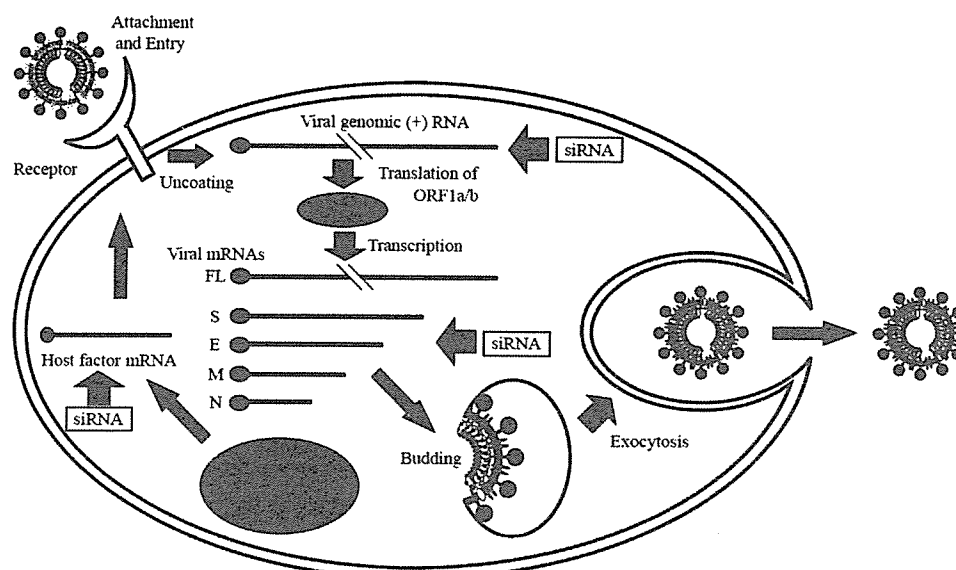 Attachment
and Entry
Receptor
Uncoating
Viral genomic (+) RNA
siRNA
Translation of
ORF1a/b
Transcription
Viral mRNAs
FL
S
E
M
N
siRNA
Host factor mRNA
siRNA
Budding
Exocytosis